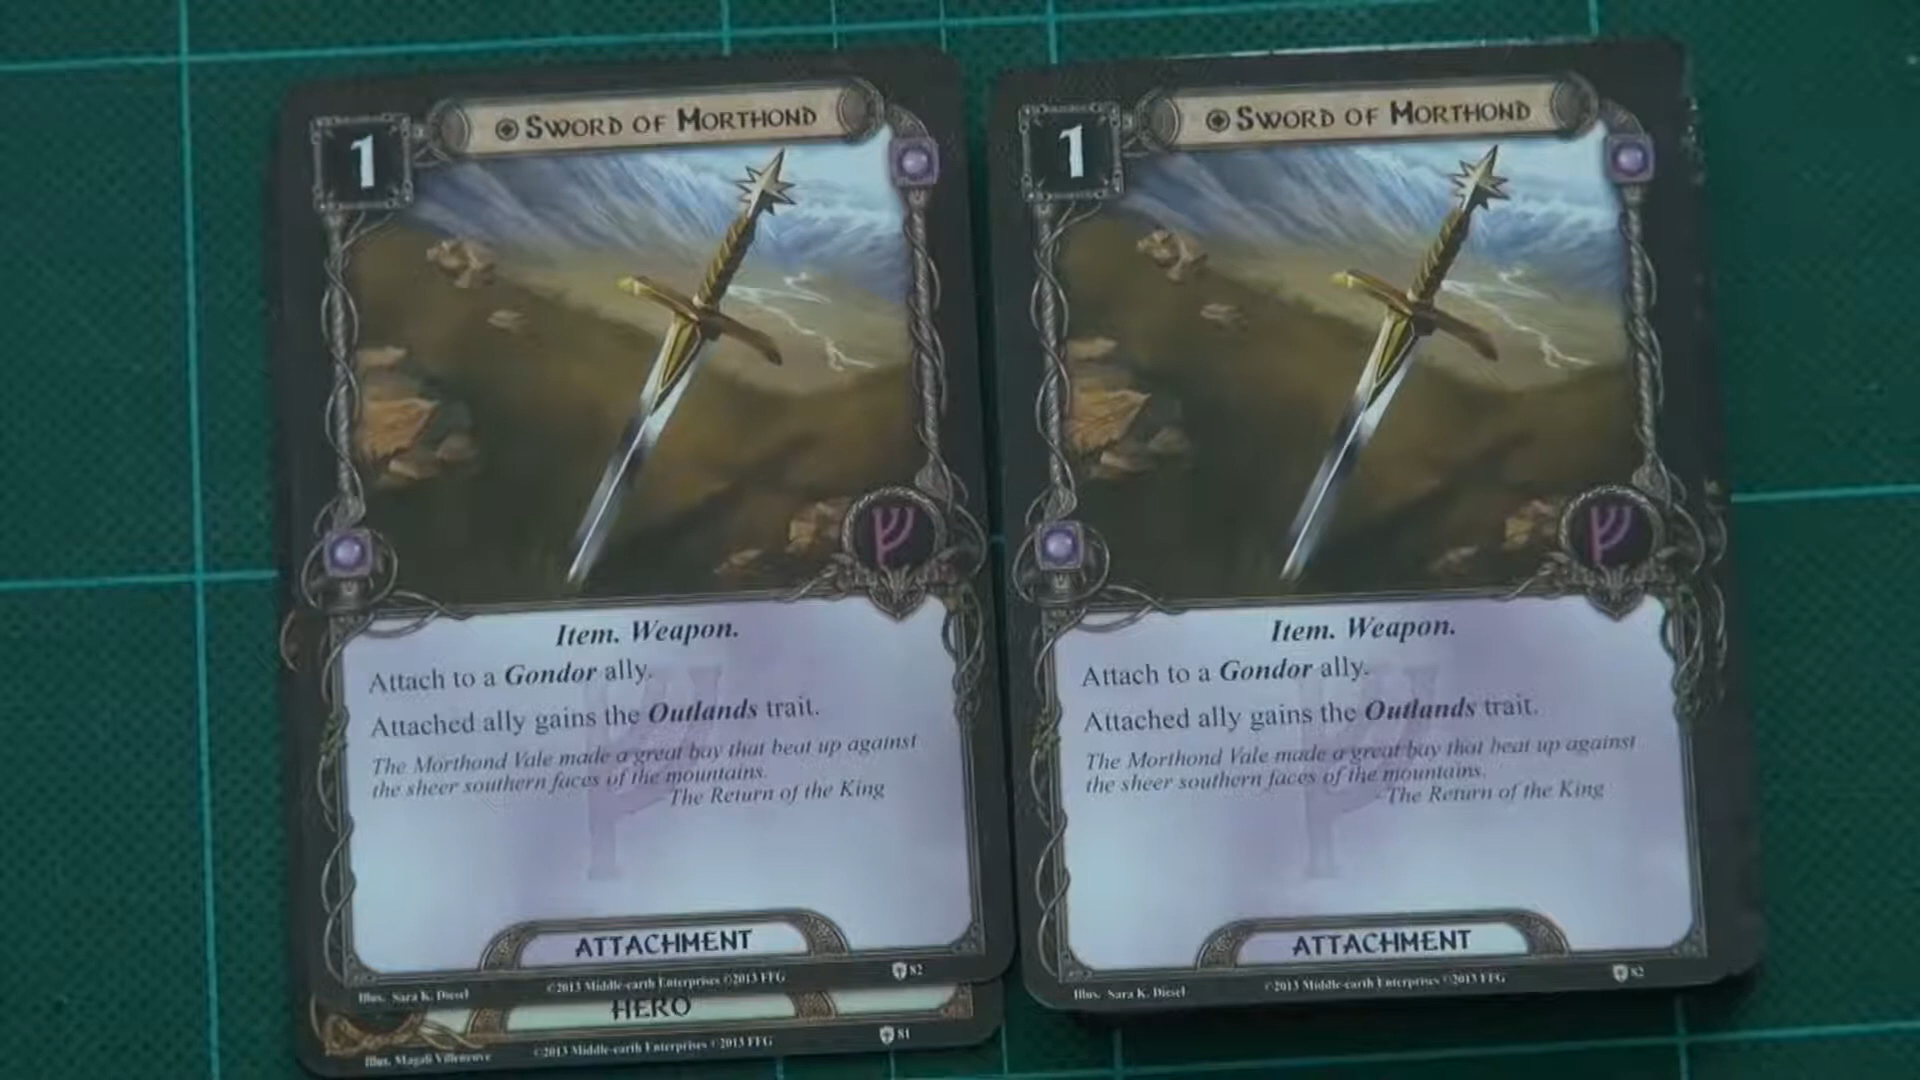 1
SWORD OF MORTHOND
Item. Weapon.
Attach to a Gondor ally.
Attached ally gains the Outlands trait.
The Morthond Vale made a great bay that beat up against
the sheer southern faces of the mountains.
-The Return of the King
ATTACHMENT
Illus. Sara K. Diesel
©2013 Middle-earth Enterprises ©2013 FFG
82
HERO
Illus. Magali Villeneuve
©2013 Middle-earth Enterprises ©2013 FFG
81
1
SWORD OF MORTHOND
Item. Weapon.
Attach to a Gondor ally.
Attached ally gains the Outlands trait.
The Morthond Vale made a great bay that beat up against
the sheer southern faces of the mountains.
-The Return of the King
ATTACHMENT
Illus. Sara K. Diesel
©2013 Middle-earth Enterprises ©2013 FFG
82